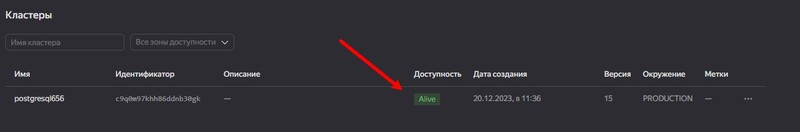 Кластеры
Имя кластера Все зоны доступности
Имя Идентификатор Описание Доступность Дата создания Версия Окружение Метки
postgresql656 c9q0m97khh86ddnb30gk — Alive 20.12.2023, в 11:36 15 PRODUCTION —